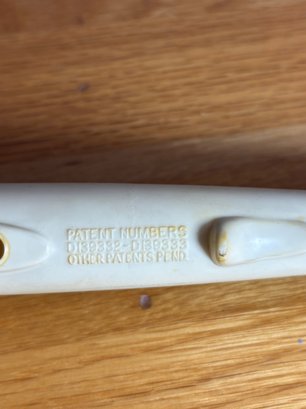 PATENT NUMBERS
D139332-D139333
OTHER PATENTS PEND.